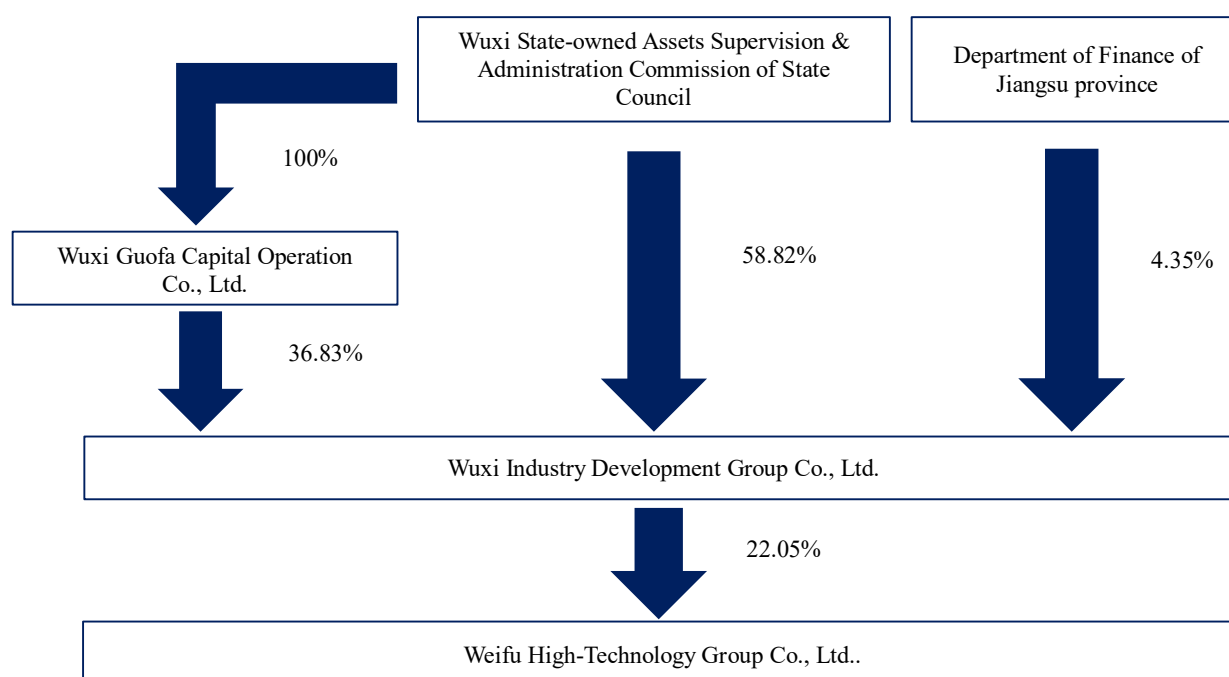 Wuxi State-owned Assets Supervision &
Administration Commission of State
Council
Department of Finance of
Jiangsu province
100%
Wuxi Guofa Capital Operation
Co., Ltd.
58.82%
4.35%
36.83%
Wuxi Industry Development Group Co., Ltd.
22.05%
Weifu High-Technology Group Co., Ltd..